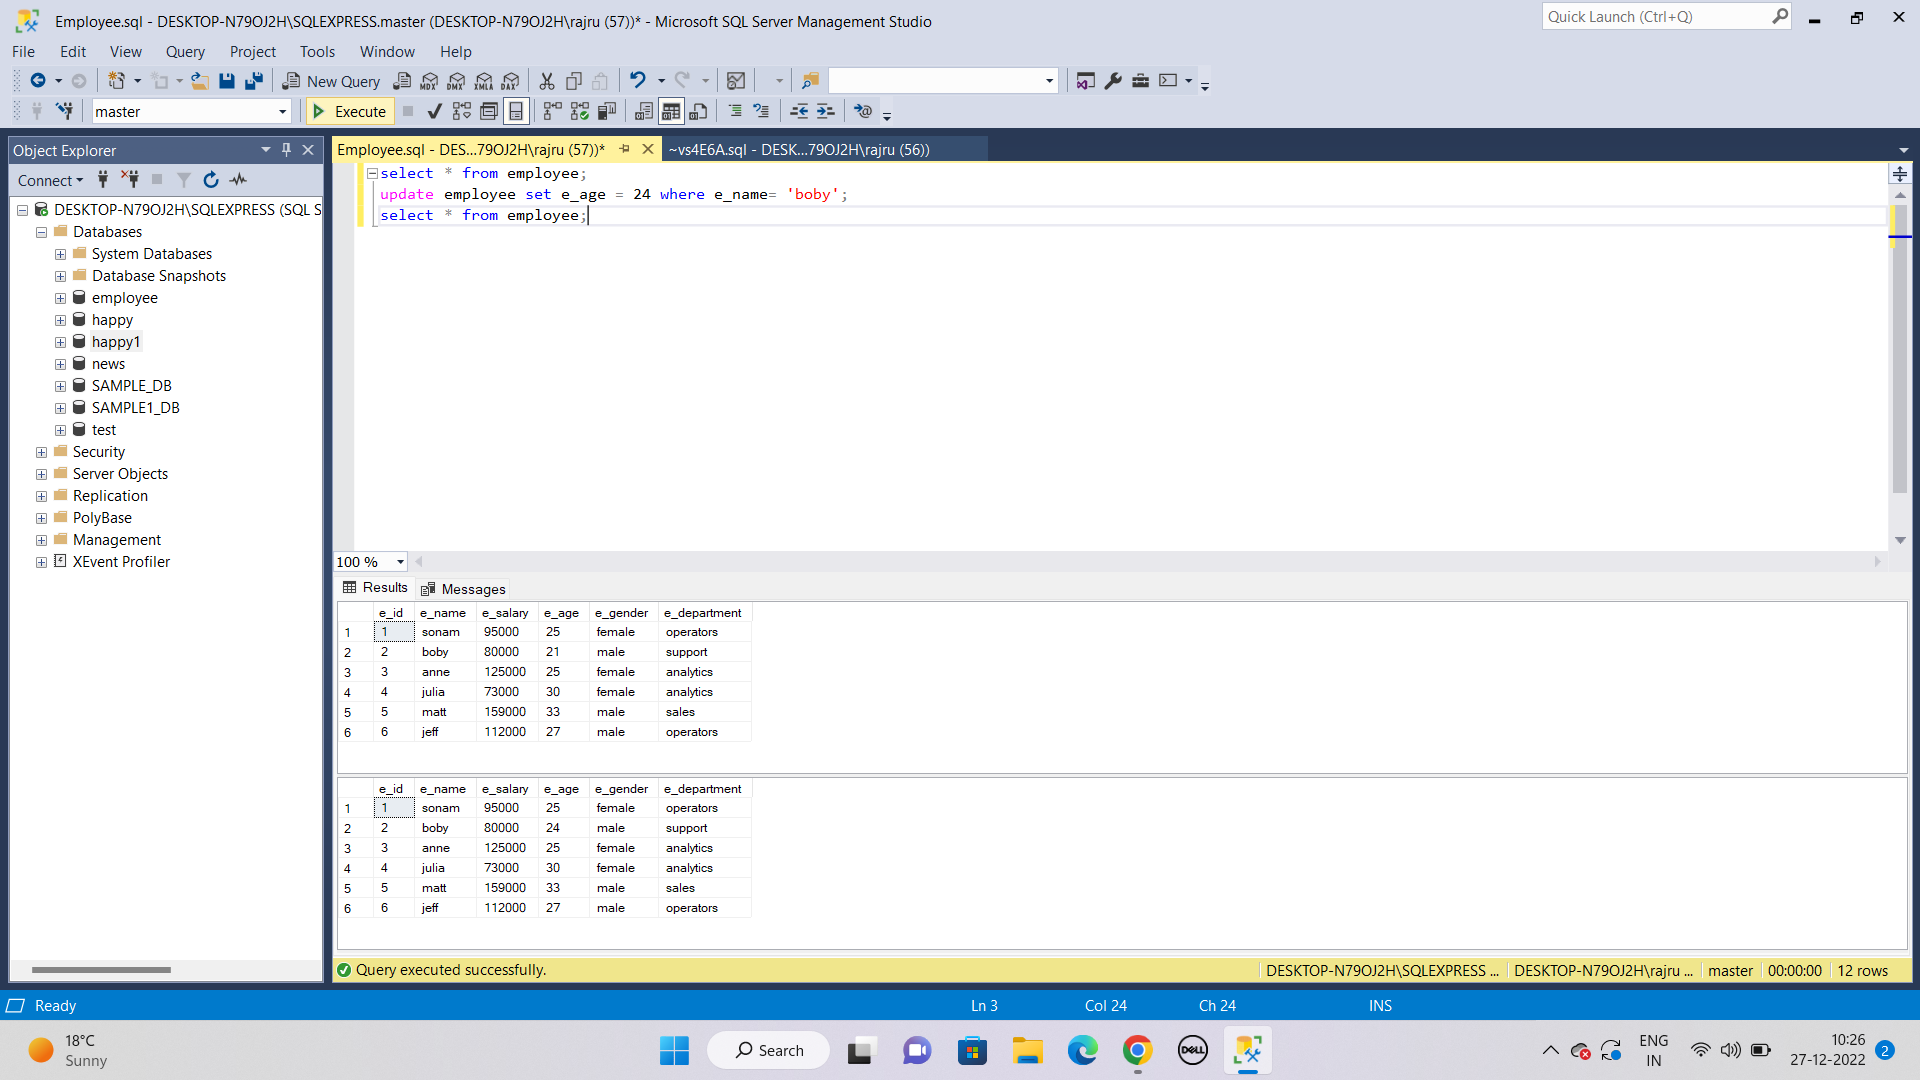 Employee.sql - DESKTOP-N79OJ2H\SQLEXPRESS.master (DESKTOP-N79OJ2H\rajru (57))* - Microsoft SQL Server Management Studio
Quick Launch (Ctrl+Q)
File Edit View Query Project Tools Window Help
New Query MDX DMX XMLA DAX
master Execute
Object Explorer
Employee.sql - DES...79OJ2H\rajru (57))* ~vs4E6A.sql - DESK...79OJ2H\rajru (56))
Connect
DESKTOP-N79OJ2H\SQLEXPRESS (SQL S
Databases
System Databases
Database Snapshots
employee
happy
happy1
news
SAMPLE_DB
SAMPLE1_DB
test
Security
Server Objects
Replication
PolyBase
Management
XEvent Profiler
select * from employee;
update employee set e_age = 24 where e_name= 'boby';
select * from employee;
100 %
Results Messages
e_id e_name e_salary e_age e_gender e_department
1 1 sonam 95000 25 female operators
2 2 boby 80000 21 male support
3 3 anne 125000 25 female analytics
4 4 julia 73000 30 female analytics
5 5 matt 159000 33 male sales
6 6 jeff 112000 27 male operators
e_id e_name e_salary e_age e_gender e_department
1 1 sonam 95000 25 female operators
2 2 boby 80000 24 male support
3 3 anne 125000 25 female analytics
4 4 julia 73000 30 female analytics
5 5 matt 159000 33 male sales
6 6 jeff 112000 27 male operators
Query executed successfully. DESKTOP-N79OJ2H\SQLEXPRESS ... DESKTOP-N79OJ2H\rajru ... master 00:00:00 12 rows
Ready Ln 3 Col 24 Ch 24 INS
18°C
Sunny
Search
DELL
ENG
IN
10:26
27-12-2022
2